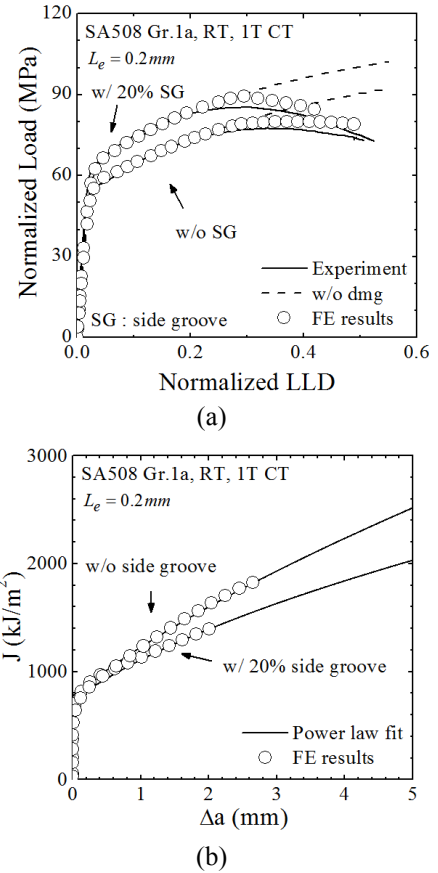 120
90
60
30
0
Normalized Load (MPa)
SA508 Gr.1a, RT, 1T CT
L_e = 0.2mm
w/ 20% SG
w/o SG
Experiment
w/o dmg
FE results
SG : side groove
0.0 0.2 0.4 0.6
Normalized LLD
(a)
3000
2000
1000
0
J (kJ/m²)
SA508 Gr.1a, RT, 1T CT
L_e = 0.2mm
w/o side groove
w/ 20% side groove
Power law fit
FE results
0 1 2 3 4 5
Δa (mm)
(b)